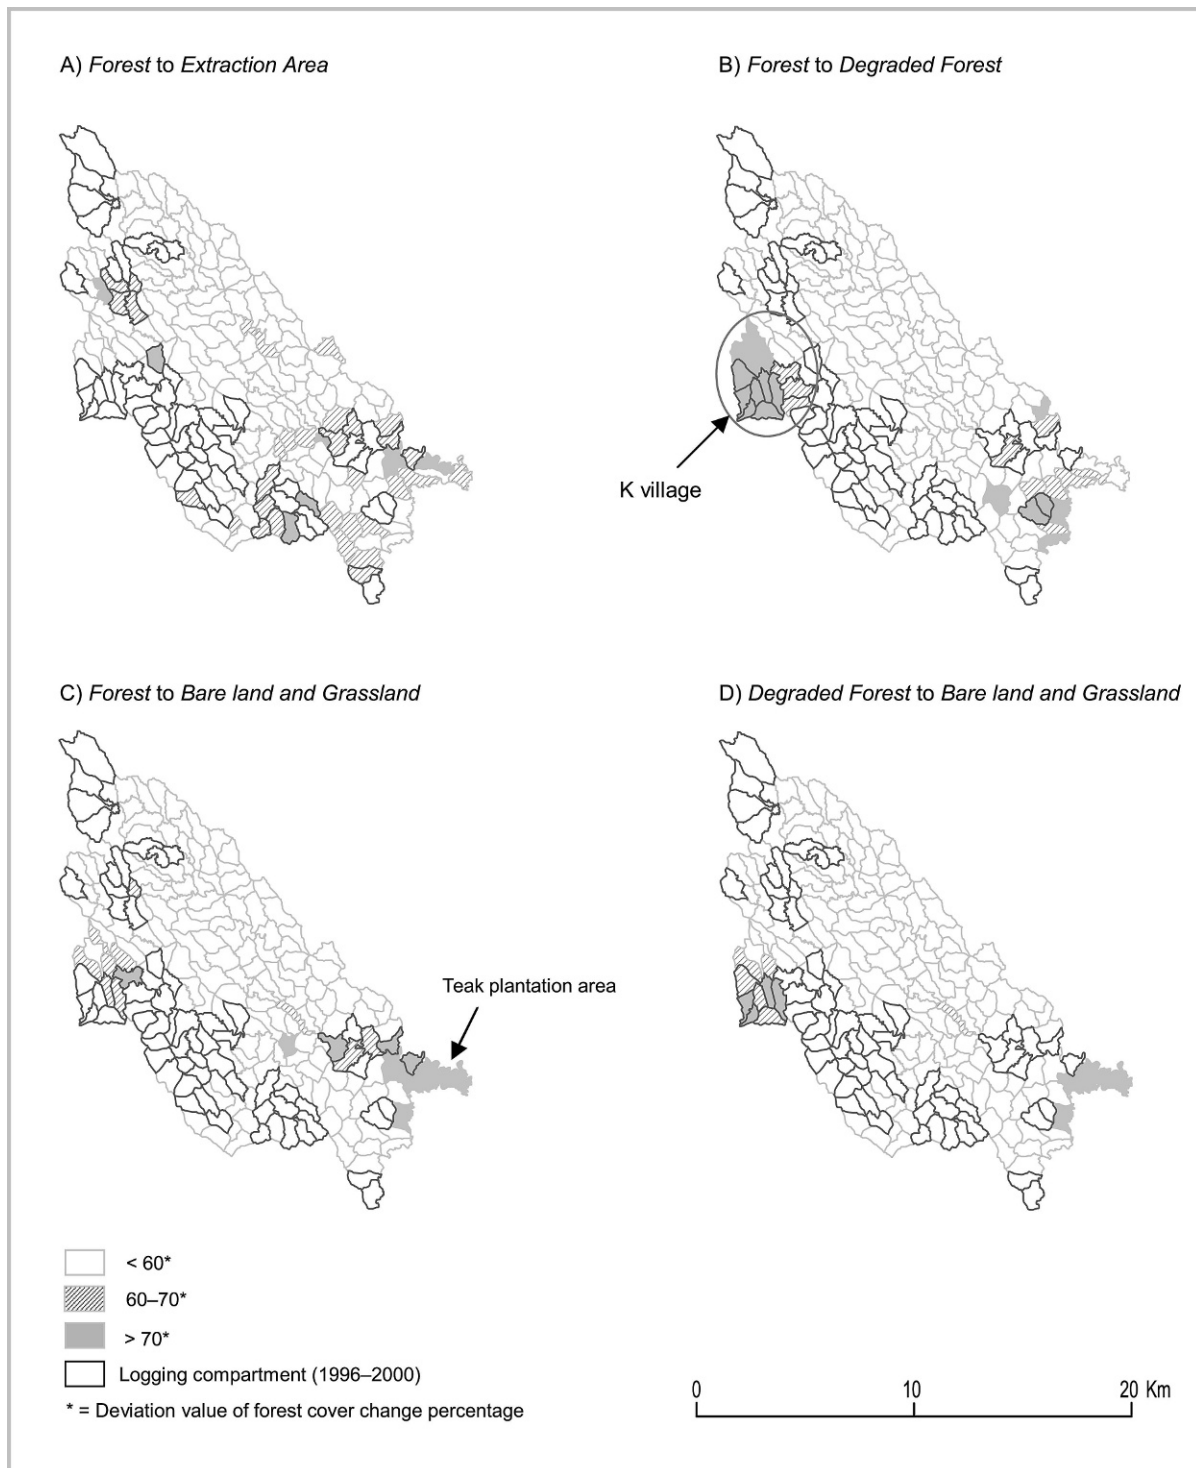 A) Forest to Extraction Area
B) Forest to Degraded Forest
K village
C) Forest to Bare land and Grassland
D) Degraded Forest to Bare land and Grassland
Teak plantation area
< 60*
60–70*
> 70*
Logging compartment (1996–2000)
* = Deviation value of forest cover change percentage
0 10 20 Km